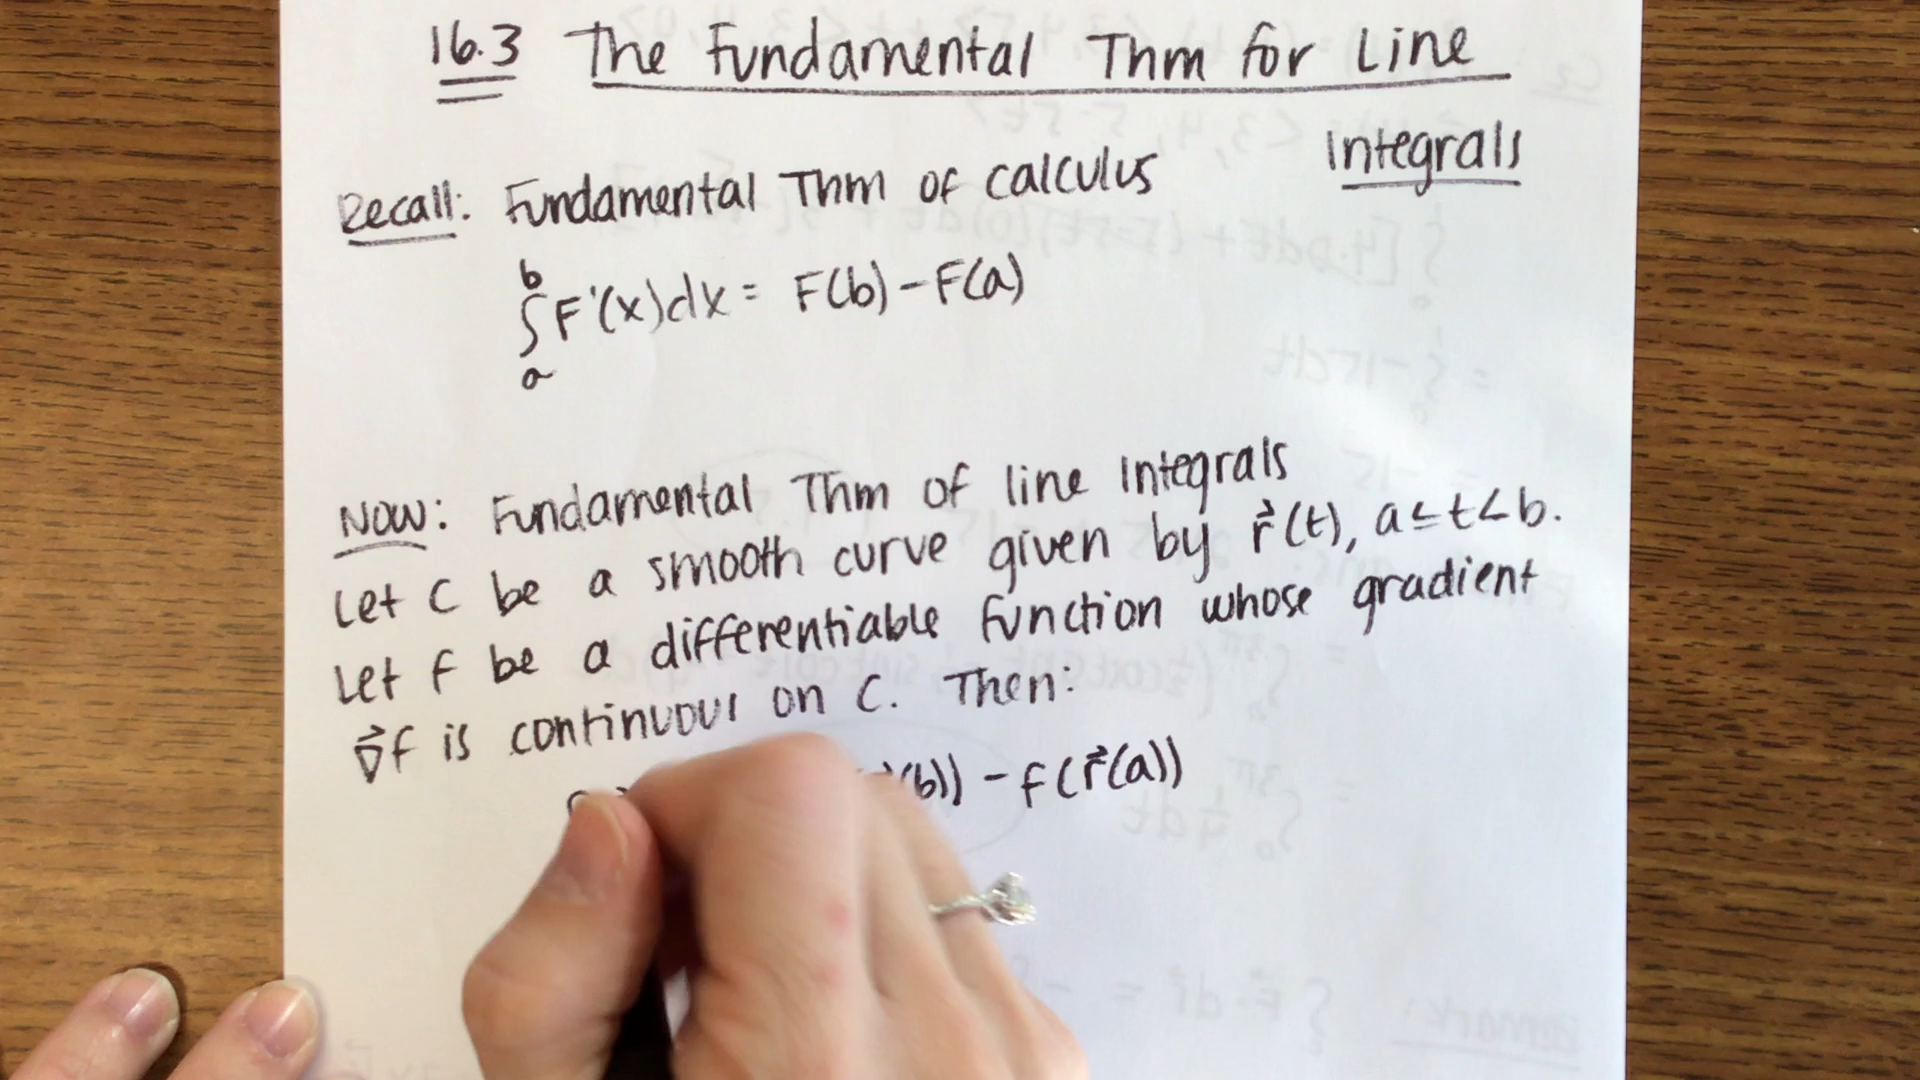 16.3 The Fundamental Thm for Line
Integrals
Recall: Fundamental Thm of calculus
∫_a^b F'(x)dx = F(b) - F(a)
Now: Fundamental Thm of line Integrals
Let C be a smooth curve given by r⃗(t), a≤t<b.
Let f be a differentiable function whose gradient
∇⃗f is continuous on C. Then:
(b)) - f(r⃗(a))